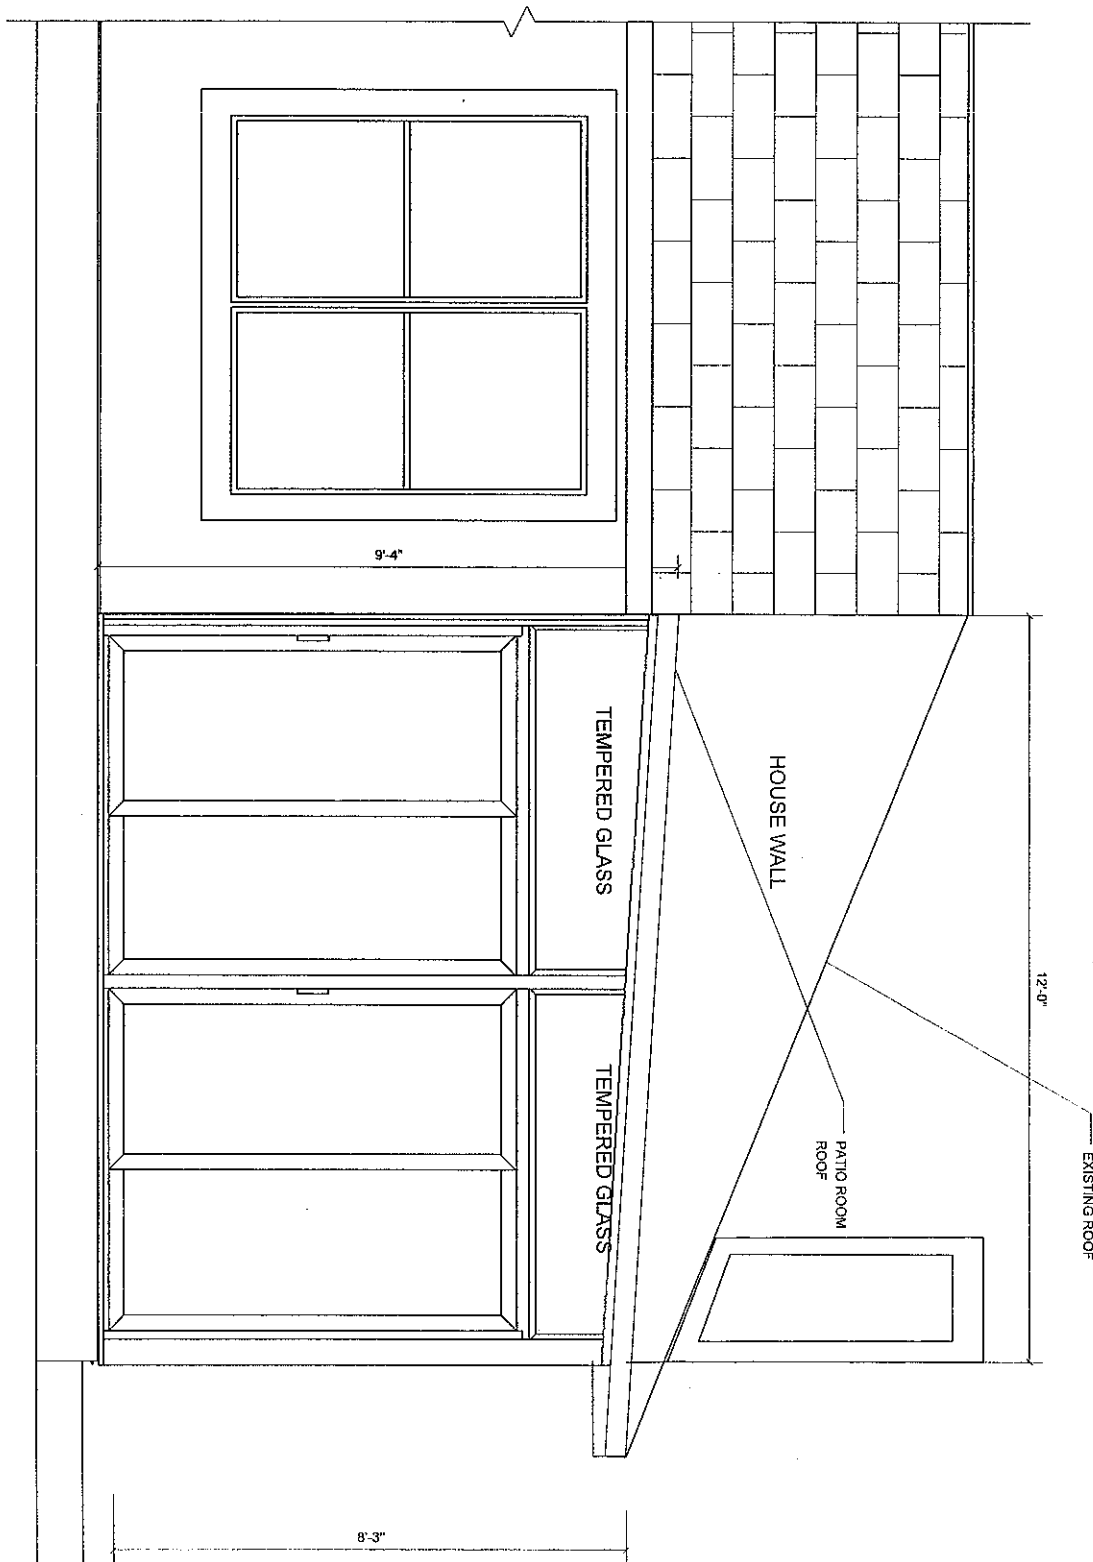 EXISTING ROOF
12'-0"
PATIO ROOM
ROOF
HOUSE WALL
9'-4"
TEMPERED GLASS
TEMPERED GLASS
8'-3"